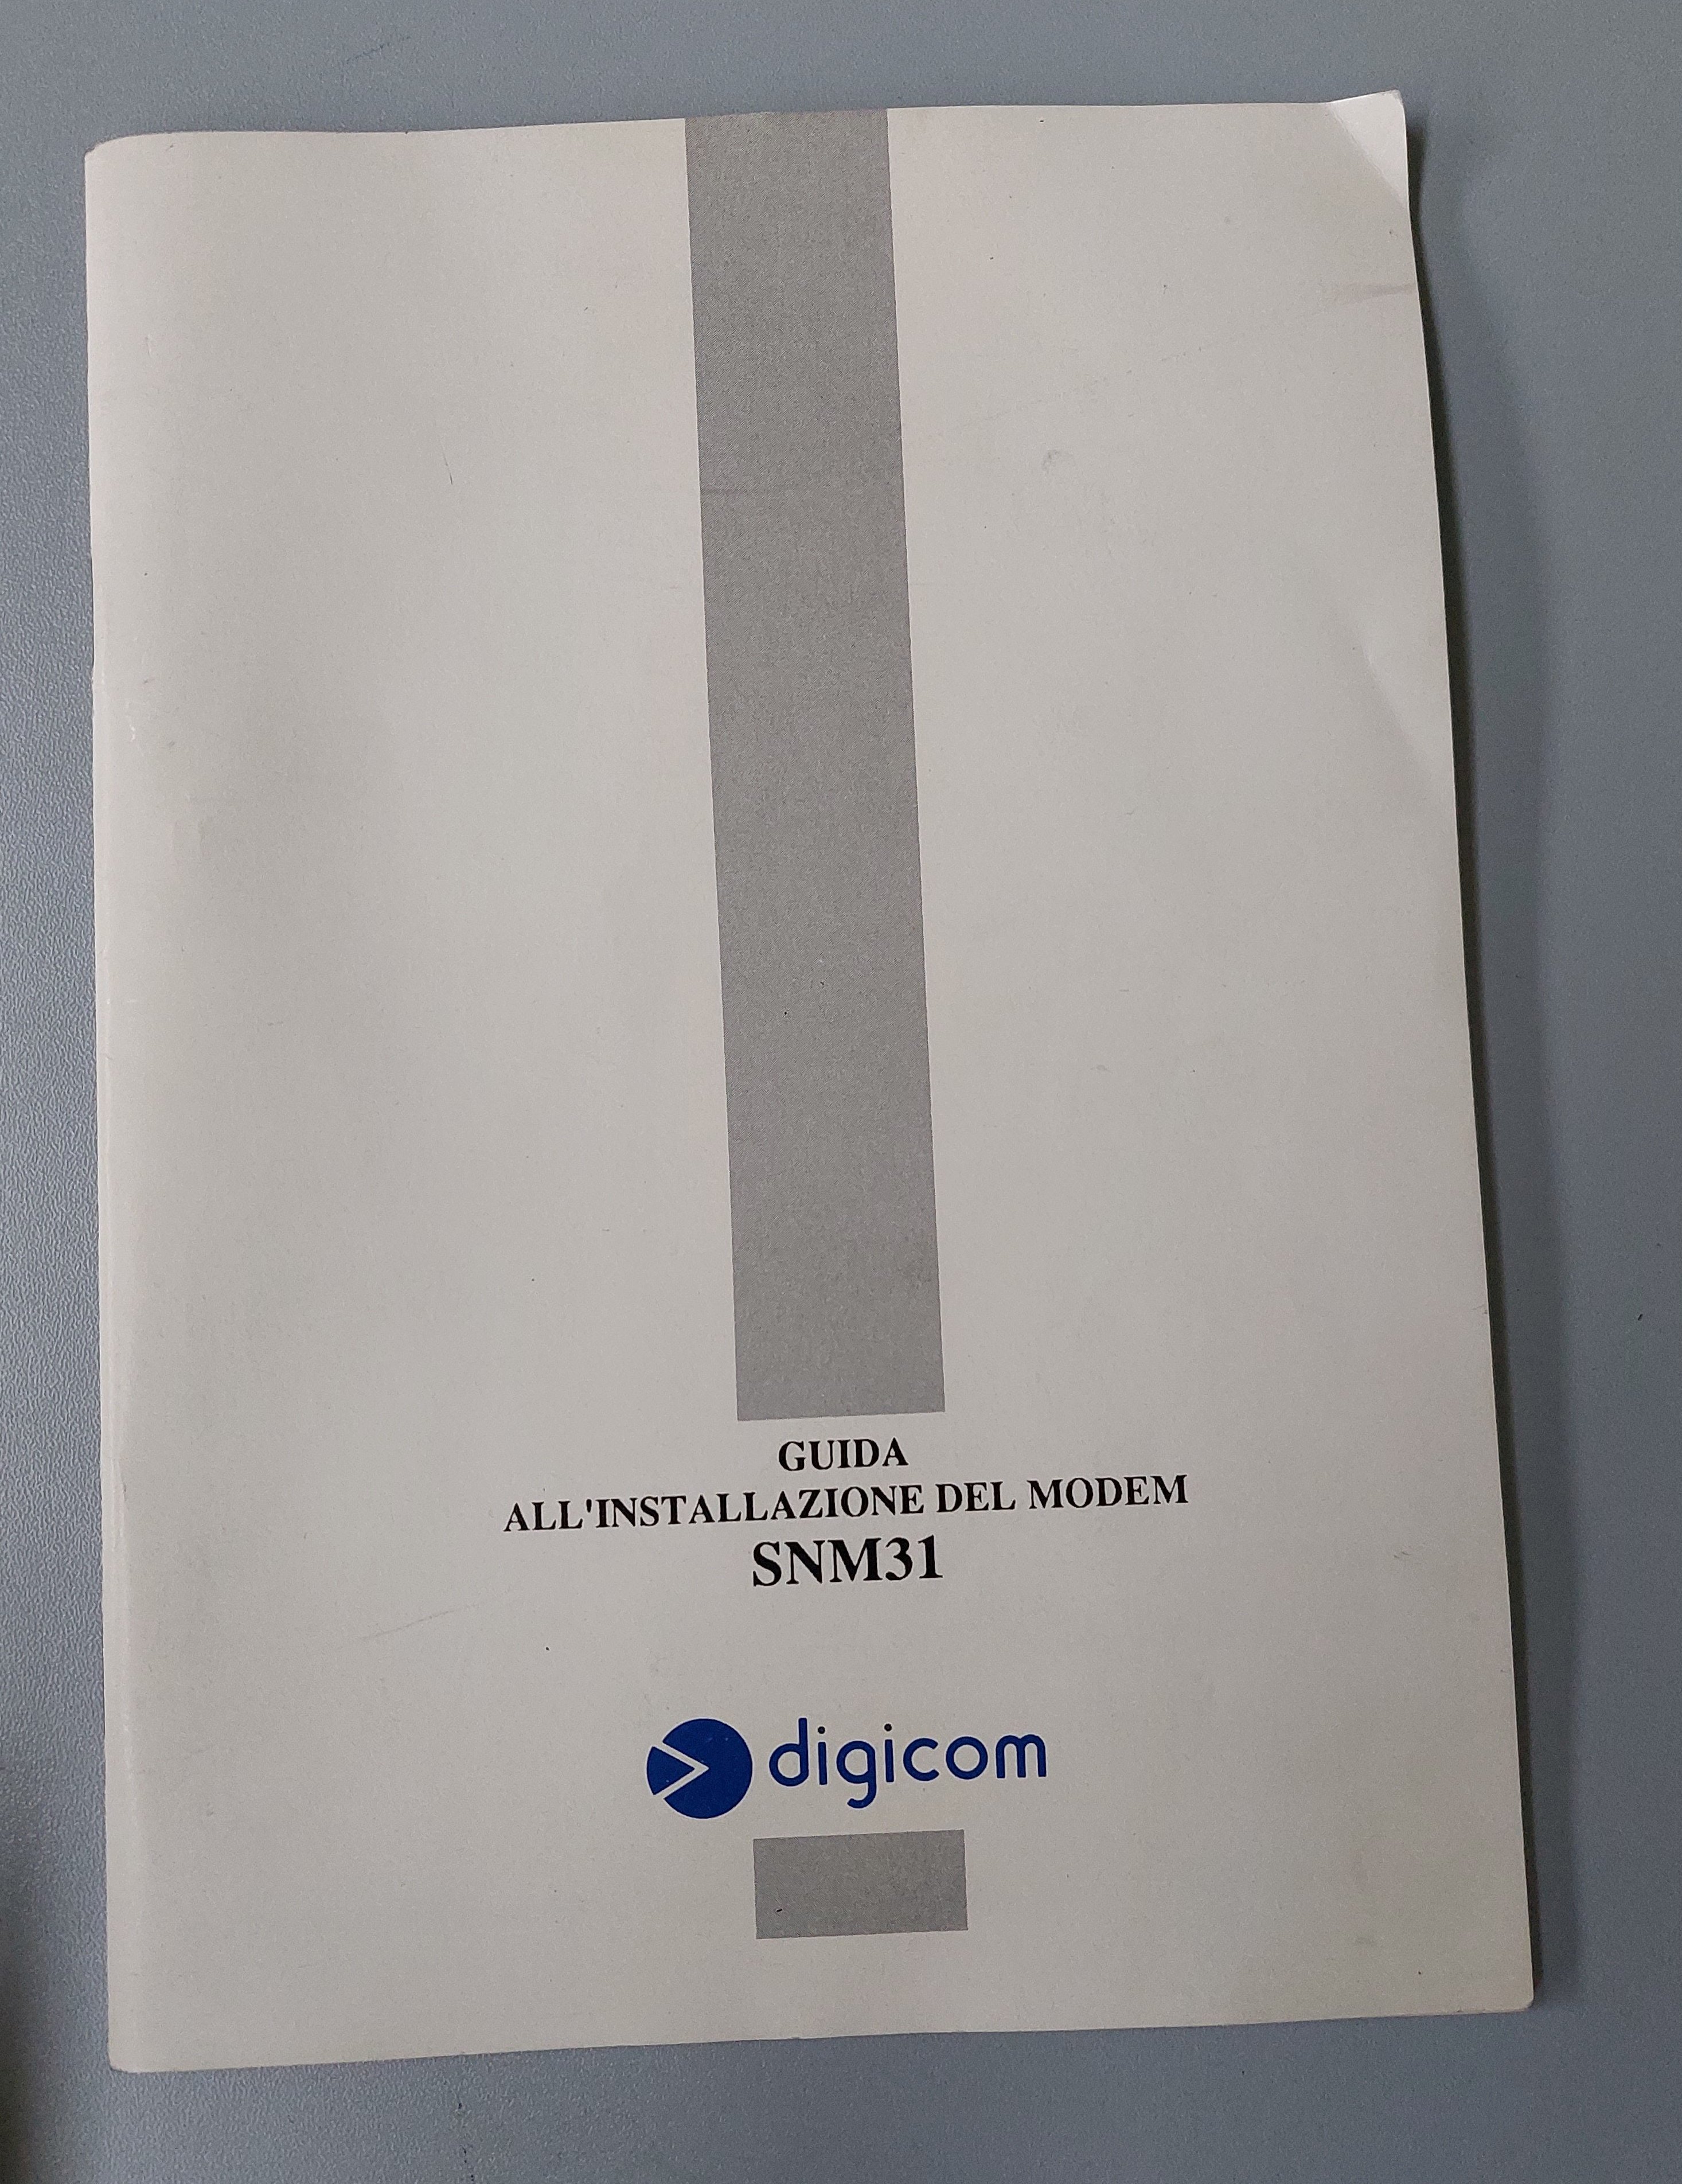 GUIDA
ALL'INSTALLAZIONE DEL MODEM
SNM31
digicom